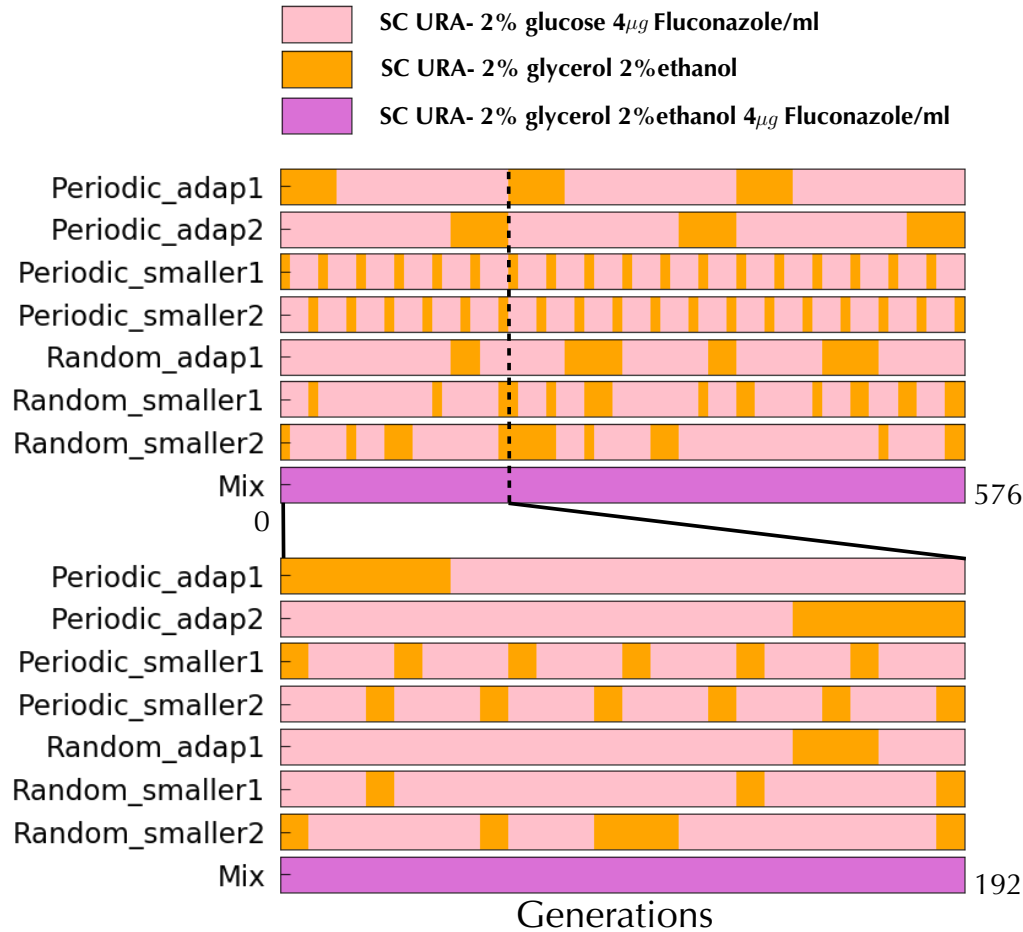 SC URA- 2% glucose 4μg Fluconazole/ml
SC URA- 2% glycerol 2%ethanol
SC URA- 2% glycerol 2%ethanol 4μg Fluconazole/ml
Periodic_adap1
Periodic_adap2
Periodic_smaller1
Periodic_smaller2
Random_adap1
Random_smaller1
Random_smaller2
Mix
576
0
Periodic_adap1
Periodic_adap2
Periodic_smaller1
Periodic_smaller2
Random_adap1
Random_smaller1
Random_smaller2
Mix
192
Generations